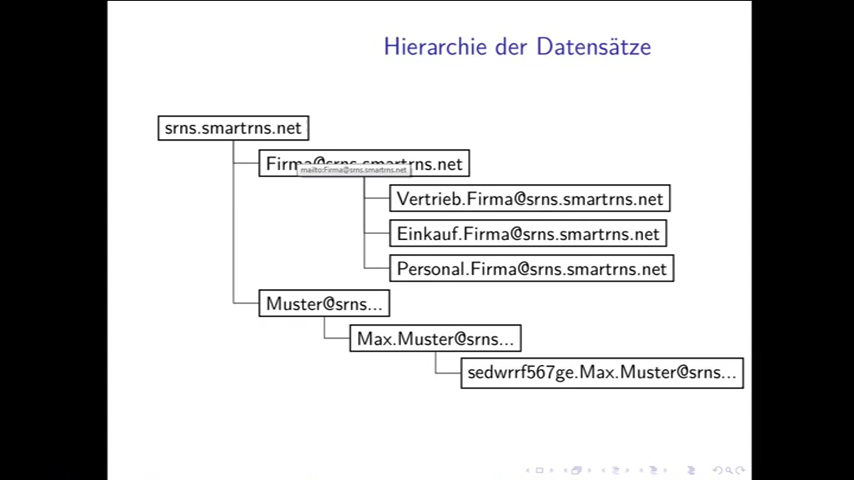 Hierarchie der Datensätze
srns.smartrns.net
Firma@srns.smartrns.net
mailto:Firma@srns.smartrns.net
Vertrieb.Firma@srns.smartrns.net
Einkauf.Firma@srns.smartrns.net
Personal.Firma@srns.smartrns.net
Muster@srns...
Max.Muster@srns...
sedwrrf567ge.Max.Muster@srns...